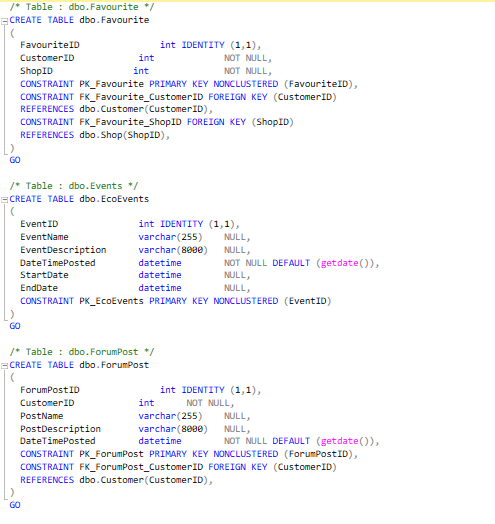 /* Table : dbo.Favourite */
CREATE TABLE dbo.Favourite
(
FavouriteID int IDENTITY (1,1),
CustomerID int NOT NULL,
ShopID int NOT NULL,
CONSTRAINT PK_Favourite PRIMARY KEY NONCLUSTERED (FavouriteID),
CONSTRAINT FK_Favourite_CustomerID FOREIGN KEY (CustomerID)
REFERENCES dbo.Customer(CustomerID),
CONSTRAINT FK_Favourite_ShopID FOREIGN KEY (ShopID)
REFERENCES dbo.Shop(ShopID),
)
GO
/* Table : dbo.Events */
CREATE TABLE dbo.EcoEvents
(
EventID int IDENTITY (1,1),
EventName varchar(255) NULL,
EventDescription varchar(8000) NULL,
DateTimePosted datetime NOT NULL DEFAULT (getdate()),
StartDate datetime NULL,
EndDate datetime NULL,
CONSTRAINT PK_EcoEvents PRIMARY KEY NONCLUSTERED (EventID)
)
GO
/* Table : dbo.ForumPost */
CREATE TABLE dbo.ForumPost
(
ForumPostID int IDENTITY (1,1),
CustomerID int NOT NULL,
PostName varchar(255) NULL,
PostDescription varchar(8000) NULL,
DateTimePosted datetime NOT NULL DEFAULT (getdate()),
CONSTRAINT PK_ForumPost PRIMARY KEY NONCLUSTERED (ForumPostID),
CONSTRAINT FK_ForumPost_CustomerID FOREIGN KEY (CustomerID)
REFERENCES dbo.Customer(CustomerID),
)
GO